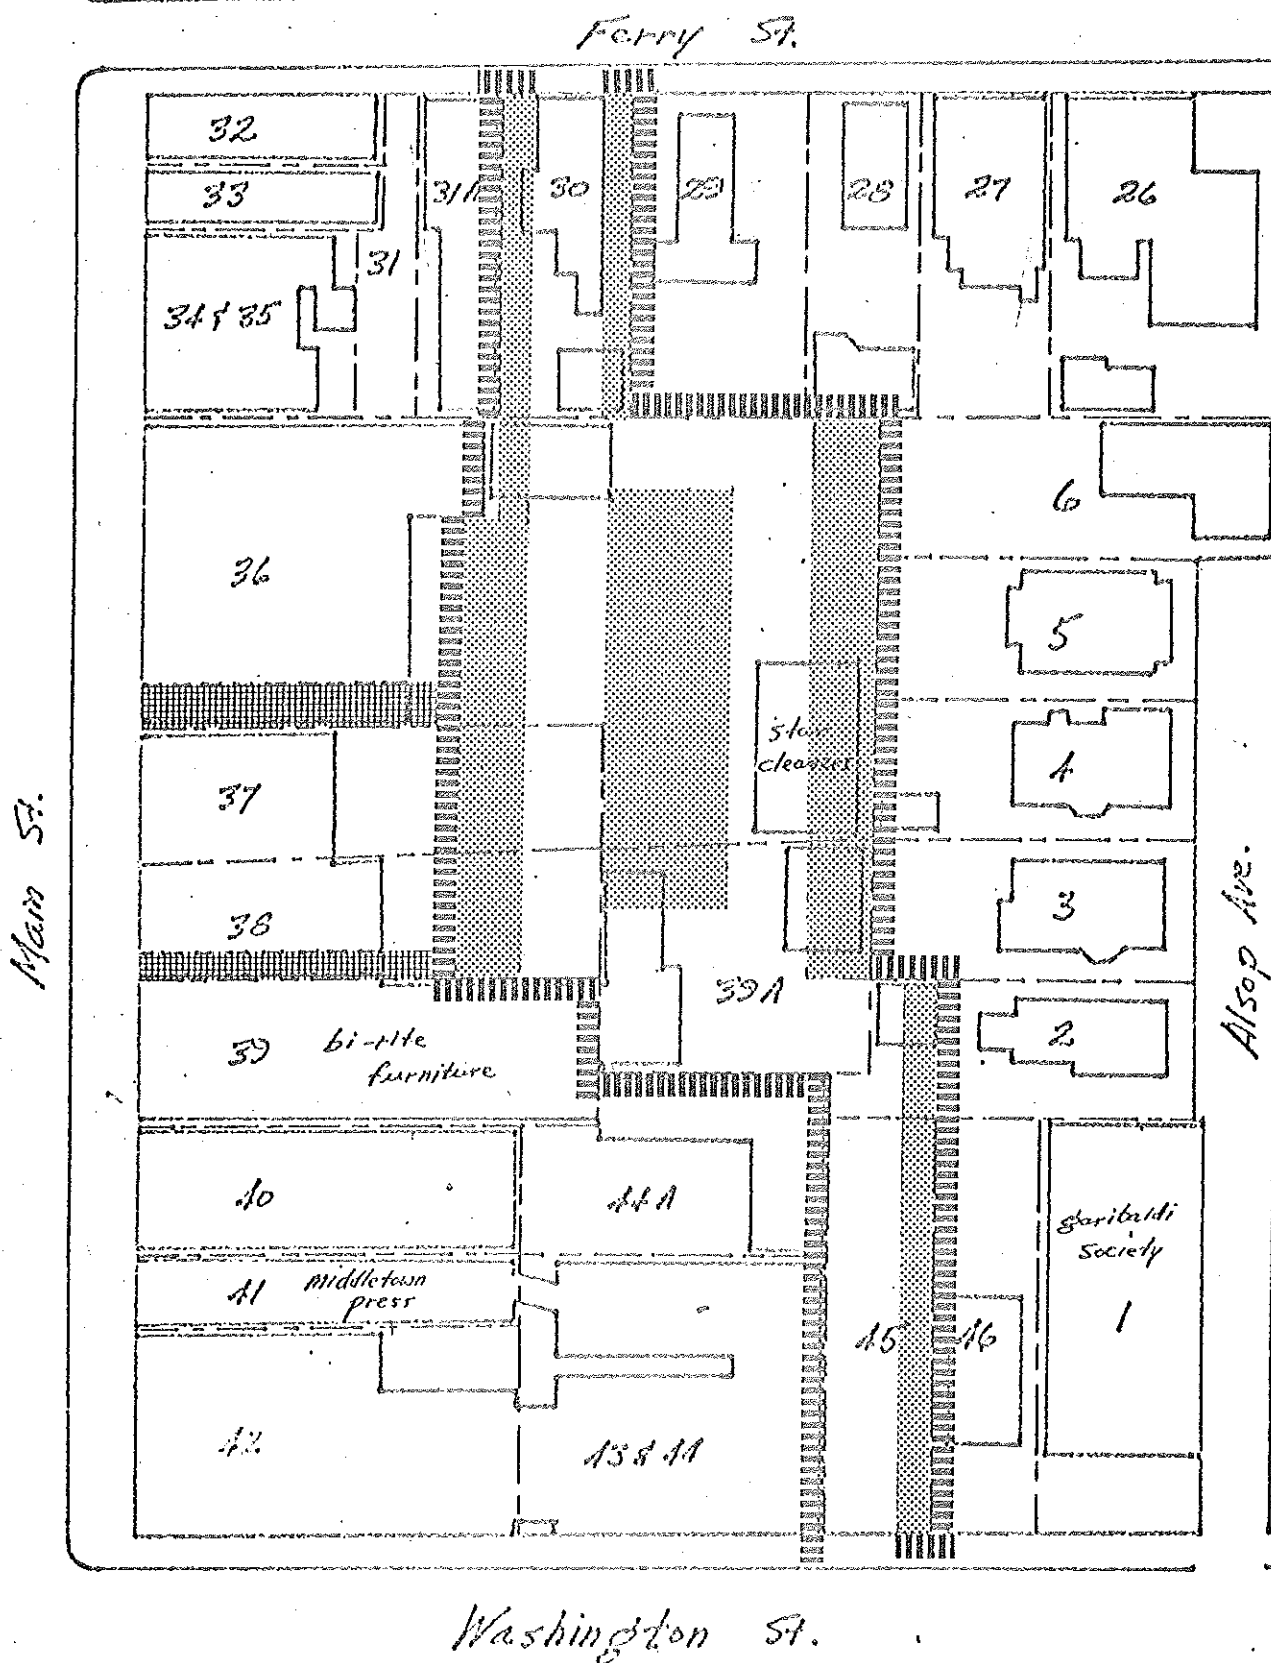 Ferry St.
32
33
31A
30
29
28
27
26
31
34 & 35
36
6
5
4
star
cleaners
37
38
3
39A
2
39
bi-rite
furniture
Main St.
Alsop Ave.
40
44A
garibaldi
society
1
41
middletown
press
45
46
42
43 & 44
Washington St.